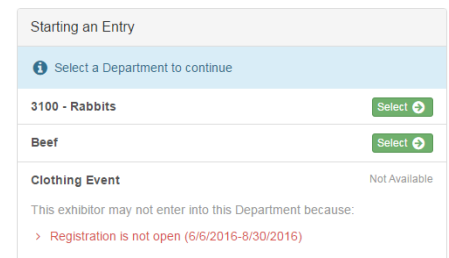 Starting an Entry
Select a Department to continue
3100 - Rabbits Select
Beef Select
Clothing Event Not Available
This exhibitor may not enter into this Department because:
> Registration is not open (6/6/2016-8/30/2016)